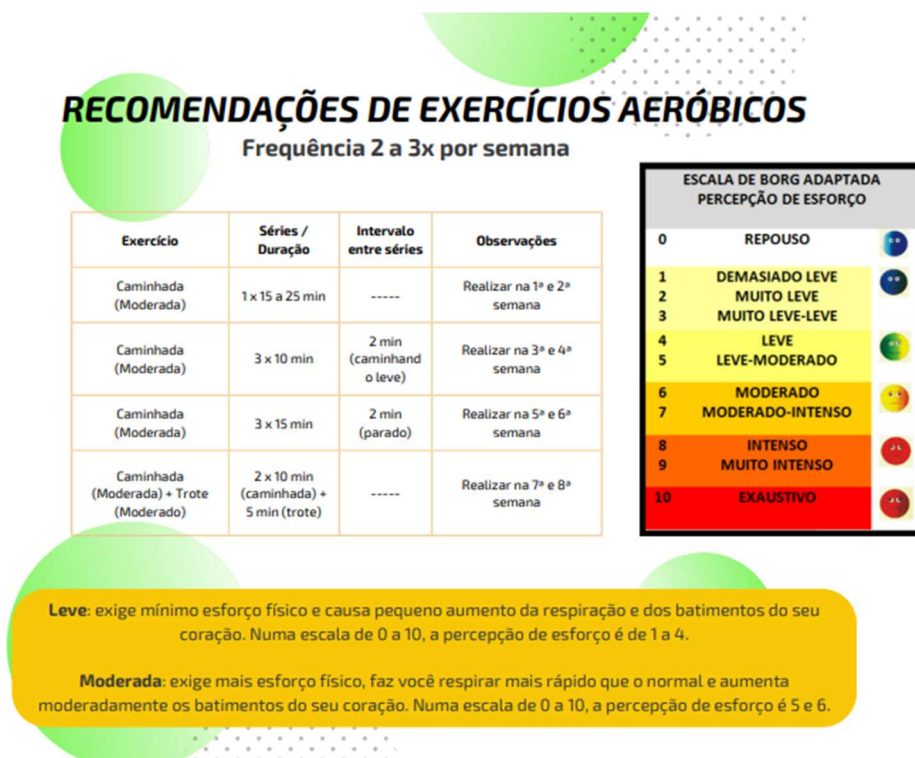 RECOMENDAÇÕES DE EXERCÍCIOS AERÓBICOS
Frequência 2 a 3x por semana
Exercício
Séries /
Duração
Intervalo
entre séries
Observações
Caminhada
(Moderada)
1 x 15 a 25 min
-----
Realizar na 1ª e 2ª
semana
Caminhada
(Moderada)
3 x 10 min
2 min
(caminhand
o leve)
Realizar na 3ª e 4ª
semana
Caminhada
(Moderada)
3 x 15 min
2 min
(parado)
Realizar na 5ª e 6ª
semana
Caminhada
(Moderada) + Trote
(Moderado)
2 x 10 min
(caminhada) +
5 min (trote)
-----
Realizar na 7ª e 8ª
semana
ESCALA DE BORG ADAPTADA
PERCEPÇÃO DE ESFORÇO
0 REPOUSO
1 DEMASIADO LEVE
2 MUITO LEVE
3 MUITO LEVE-LEVE
4 LEVE
5 LEVE-MODERADO
6 MODERADO
7 MODERADO-INTENSO
8 INTENSO
9 MUITO INTENSO
10 EXAUSTIVO
Leve: exige mínimo esforço físico e causa pequeno aumento da respiração e dos batimentos do seu
coração. Numa escala de 0 a 10, a percepção de esforço é de 1 a 4.
Moderada: exige mais esforço físico, faz você respirar mais rápido que o normal e aumenta
moderadamente os batimentos do seu coração. Numa escala de 0 a 10, a percepção de esforço é 5 e 6.